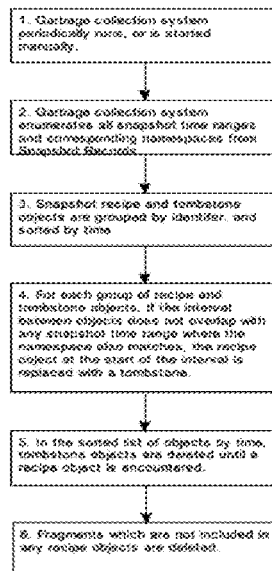 1. Garbage collection system
periodically runs, or is started
manually.
2. Garbage collection system
enumerates all snapshot time ranges
and corresponding namespaces from
Snapshot Records
3. Snapshot recipe and tombstone
objects are grouped by identifer, and
sorted by time
4. For each group of recipe and
tombstone objects, if the interval
between objects does not overlap with
any snapshot time range where the
namespace also matches, the recipe
object at the start of the interval is
replaced with a tombstone.
5. In the sorted list of objects by time,
tombstone objects are deleted until a
recipe object is encountered.
6. Fragments which are not included in
any recipe objects are deleted.